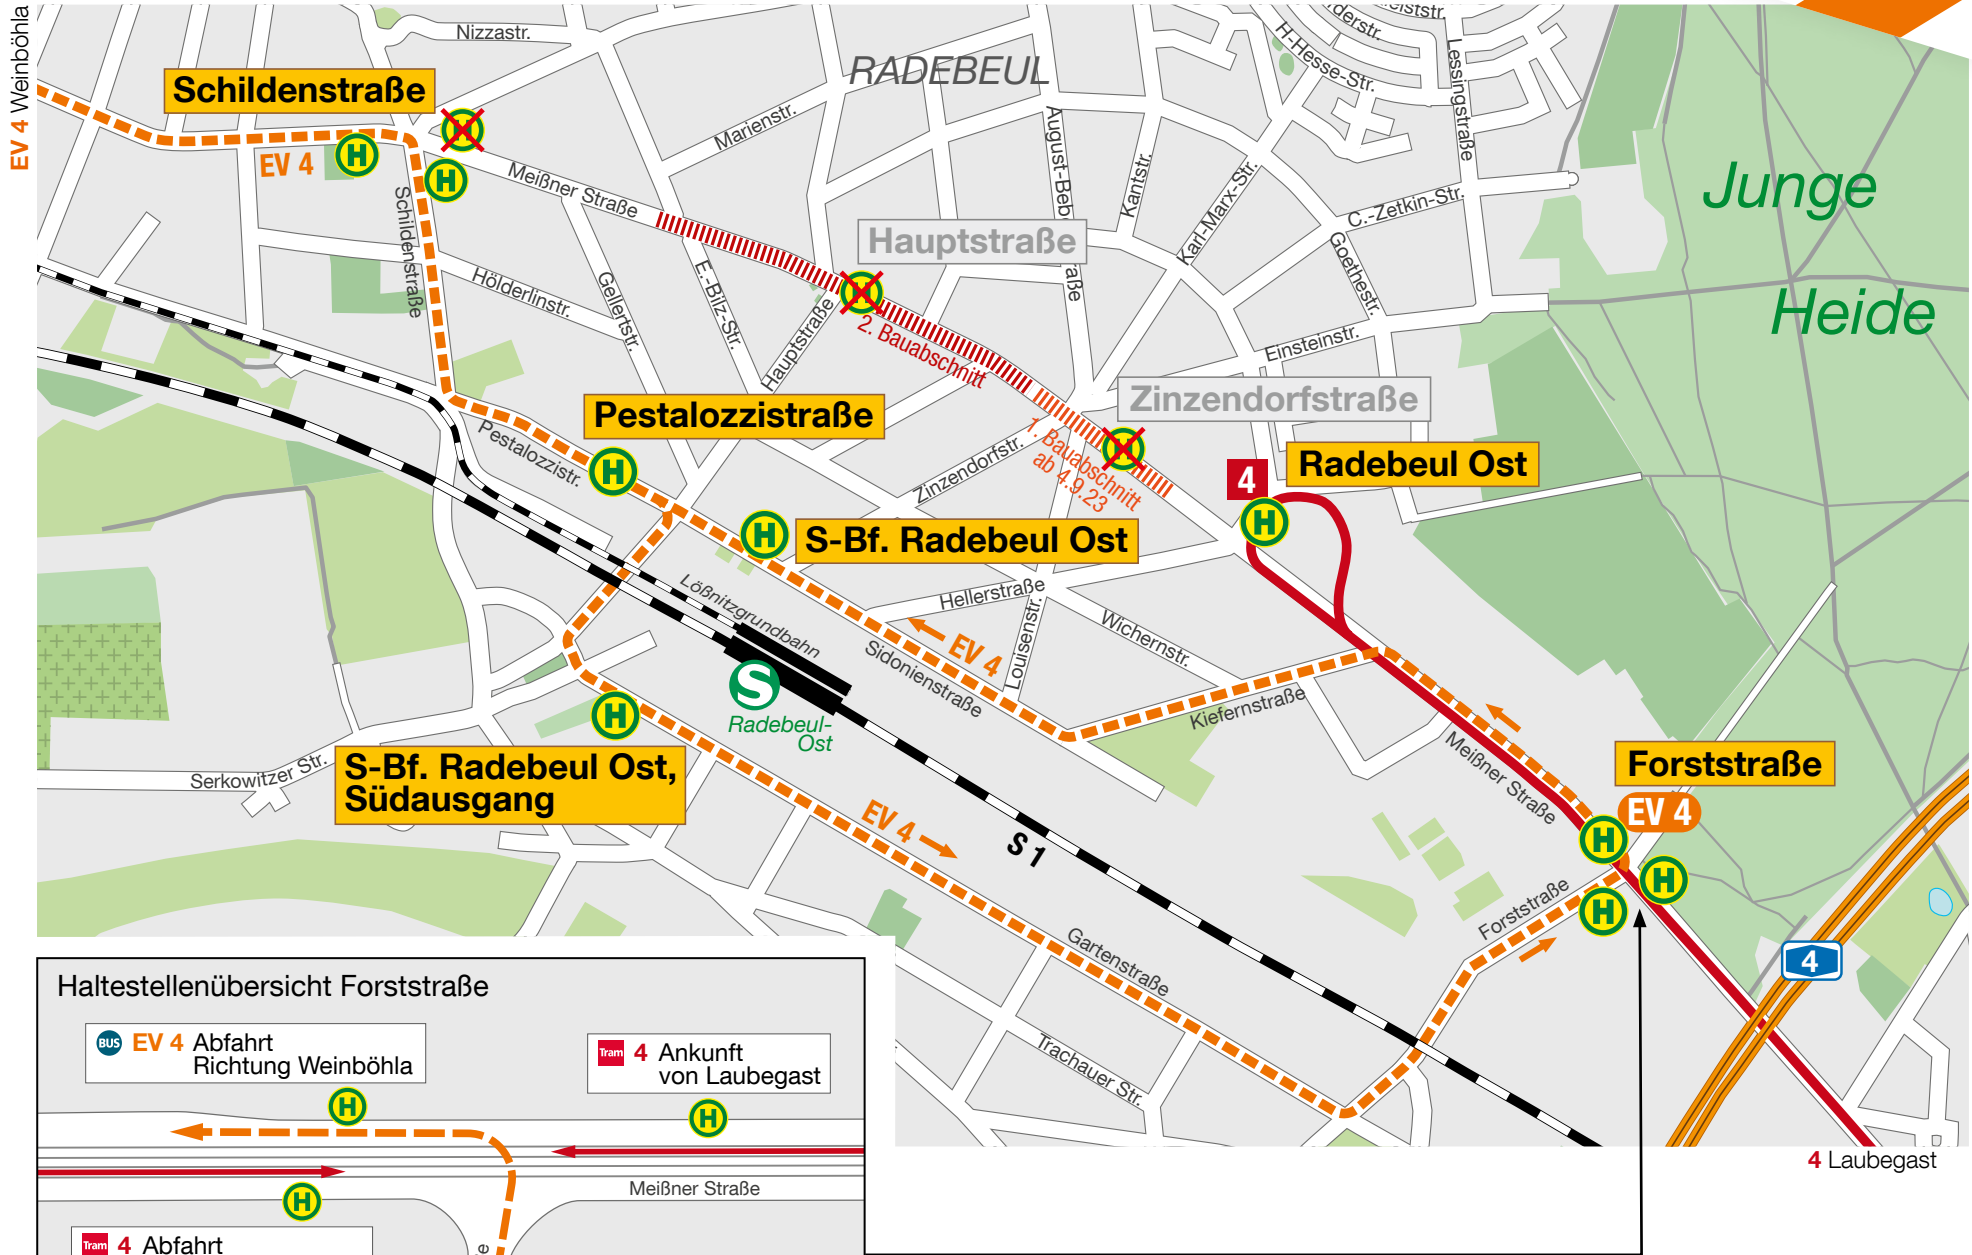 EV 4 Weinböhla
Nizzastr.
RADEBEUL
H-Hesse-Str.
Lessingstraße
Schildenstraße
EV 4
H
H
H
Marienstr.
Meißner Straße
Schildenstraße
Kantstr.
Karl-Marx-Str.
C.-Zetkin-Str.
Goethestr.
Junge
Heide
Hauptstraße
H
Hölderlinstr.
Gellertstr.
E.-Bilz-Str.
Hauptstraße
2. Bauabschnitt
Einsteinstr.
Zinzendorfstraße
H
1. Bauabschnitt
ab 4.9.23
Pestalozzistraße
H
Pestalozzistr.
Zinzendorfstr.
4
Radebeul Ost
H
H
S-Bf. Radebeul Ost
Lößnitzgrundbahn
Hellerstraße
Louisenstr.
Wichernstr.
EV 4
Sidonienstraße
Kiefernstraße
S
Radebeul-
Ost
H
S-Bf. Radebeul Ost,
Südausgang
Serkowitzer Str.
Meißner Straße
Forststraße
EV 4
H
H
H
EV 4
S 1
Forststraße
Gartenstraße
Trachauer Str.
4
4 Laubegast
Haltestellenübersicht Forststraße
BUS EV 4 Abfahrt
Richtung Weinböhla
Tram 4 Ankunft
von Laubegast
H
H
H
Meißner Straße
Tram 4 Abfahrt